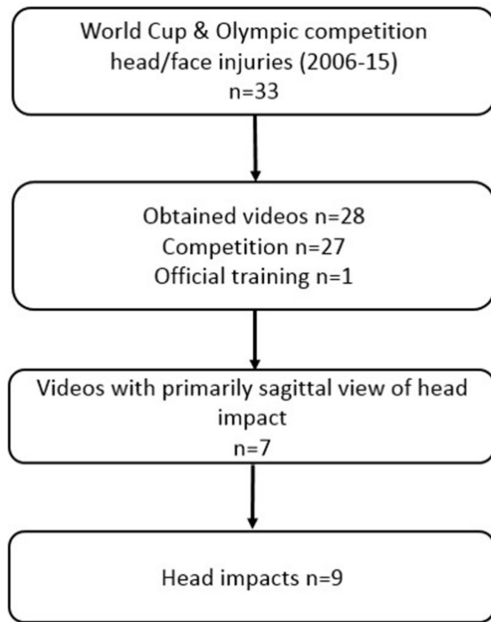 World Cup & Olympic competition
head/face injuries (2006-15)
n=33
Obtained videos n=28
Competition n=27
Official training n=1
Videos with primarily sagittal view of head
impact
n=7
Head impacts n=9